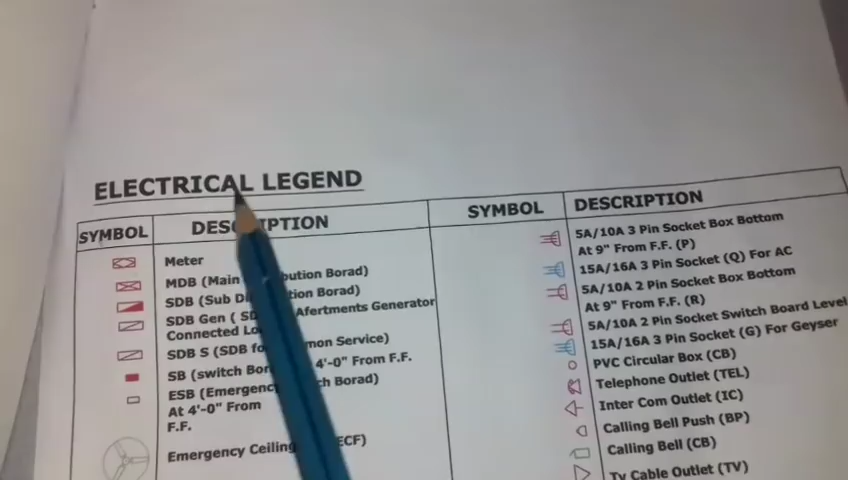 ELECTRICAL LEGEND
SYMBOL DESCRIPTION
Meter
MDB (Main bution Borad)
SDB (Sub Di tion Borad)
SDB Gen ( SD Afertments Generator
Connected Lo
SDB S (SDB fo mon Service)
SB (switch Bor 4'-0" From F.F.
ESB (Emergenc ch Borad)
At 4'-0" From
F.F.
Emergency Ceilin ECF)
SYMBOL DESCRIPTION
5A/10A 3 Pin Socket Box Bottom
At 9" From F.F. (P)
15A/16A 3 Pin Socket (Q) For AC
5A/10A 2 Pin Socket Box Bottom
At 9" From F.F. (R)
5A/10A 2 Pin Socket Switch Board Level
15A/16A 3 Pin Socket (G) For Geyser
PVC Circular Box (CB)
Telephone Outlet (TEL)
Inter Com Outlet (IC)
Calling Bell Push (BP)
Calling Bell (CB)
Tv Cable Outlet (TV)